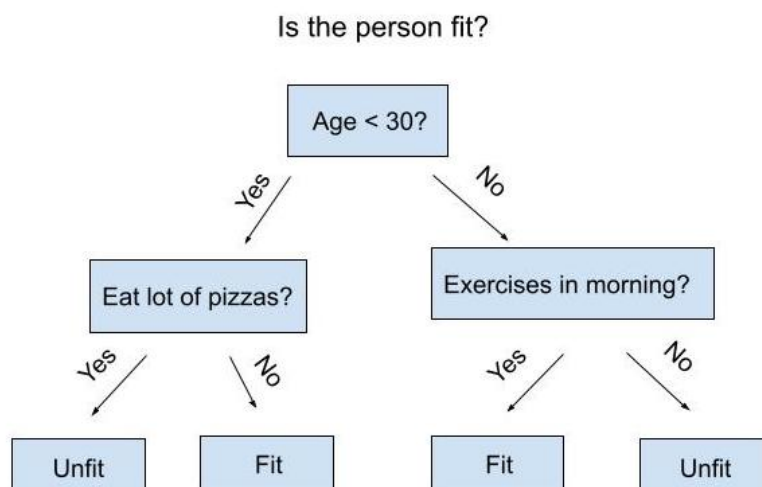 Is the person fit?
Age < 30?
Yes
No
Eat lot of pizzas?
Exercises in morning?
Yes
No
Yes
No
Unfit
Fit
Fit
Unfit